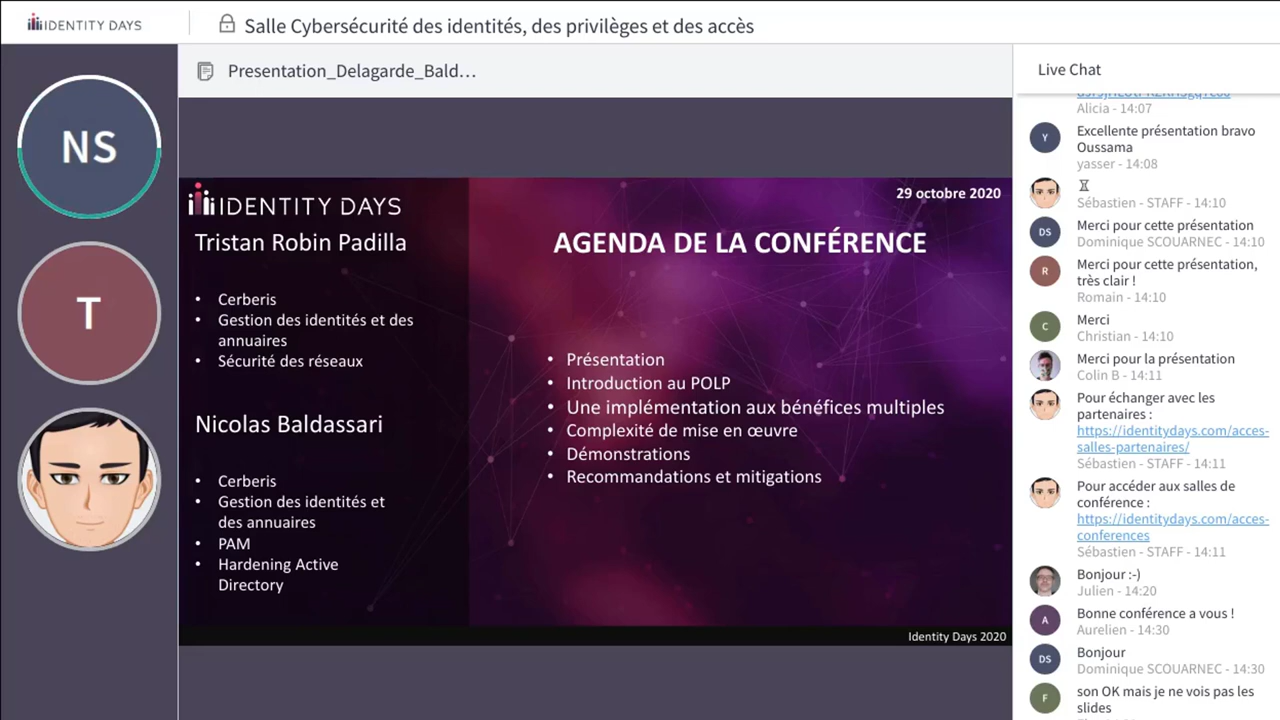 IDENTITY DAYS
Salle Cybersécurité des identités, des privilèges et des accès
NS
T
Presentation_Delagarde_Bald…
IDENTITY DAYS
Tristan Robin Padilla
• Cerberis
• Gestion des identités et des
annuaires
• Sécurité des réseaux
Nicolas Baldassari
• Cerberis
• Gestion des identités et
des annuaires
• PAM
• Hardening Active
Directory
29 octobre 2020
AGENDA DE LA CONFÉRENCE
• Présentation
• Introduction au POLP
• Une implémentation aux bénéfices multiples
• Complexité de mise en œuvre
• Démonstrations
• Recommandations et mitigations
Identity Days 2020
Live Chat
Alicia - 14:07
Y
Excellente présentation bravo
Oussama
yasser - 14:08
Sébastien - STAFF - 14:10
DS
Merci pour cette présentation
Dominique SCOUARNEC - 14:10
R
Merci pour cette présentation,
très clair !
Romain - 14:10
C
Merci
Christian - 14:10
Merci pour la présentation
Colin B - 14:11
Pour échanger avec les
partenaires :
https://identitydays.com/acces-
salles-partenaires/
Sébastien - STAFF - 14:11
Pour accéder aux salles de
conférence :
https://identitydays.com/acces-
conferences
Sébastien - STAFF - 14:11
Bonjour :-)
Julien - 14:20
A
Bonne conférence a vous !
Aurelien - 14:30
DS
Bonjour
Dominique SCOUARNEC - 14:30
F
son OK mais je ne vois pas les
slides